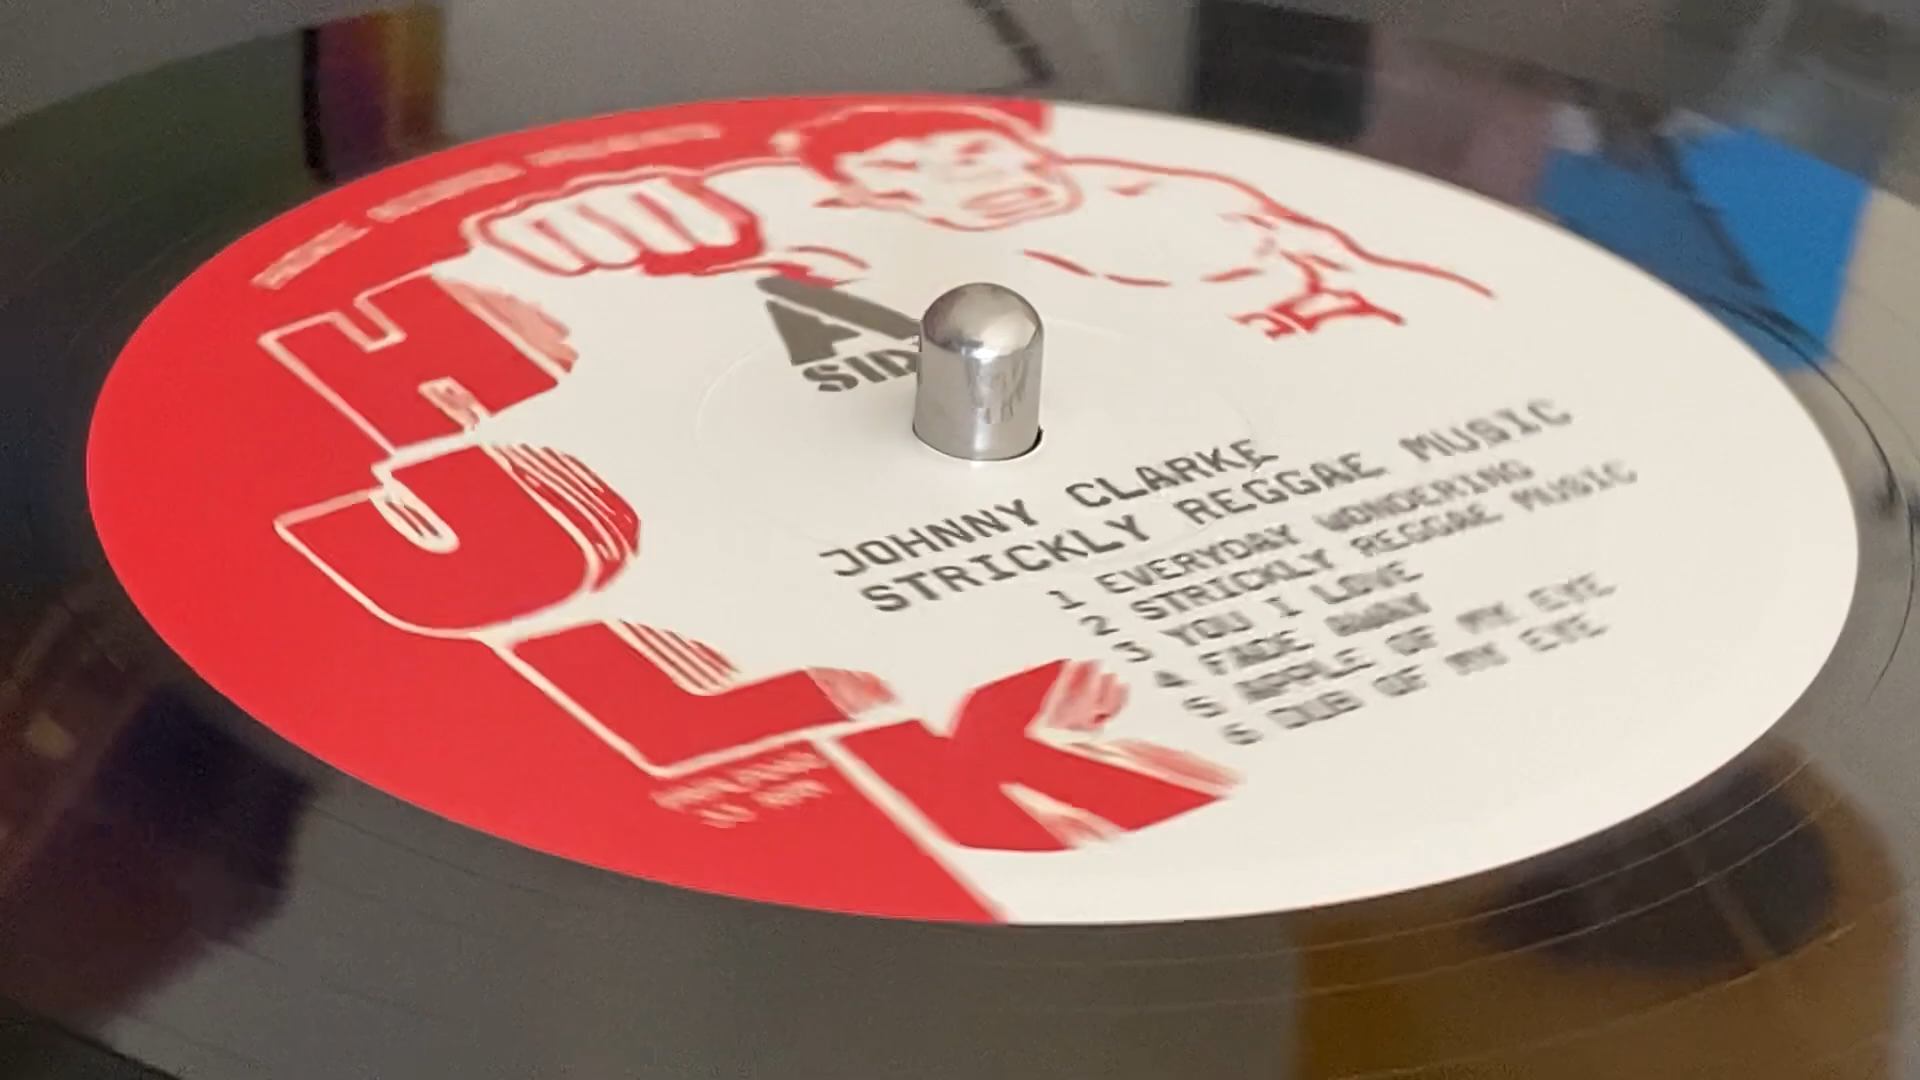 HULK
A
SIDE
JOHNNY CLARKE
STRICKLY REGGAE MUSIC
1 EVERYDAY WONDERING
2 STRICKLY REGGAE MUSIC
3 YOU I LOVE
4 FADE AWAY
5 APPLE OF MY EYE
6 DUB OF MY EYE